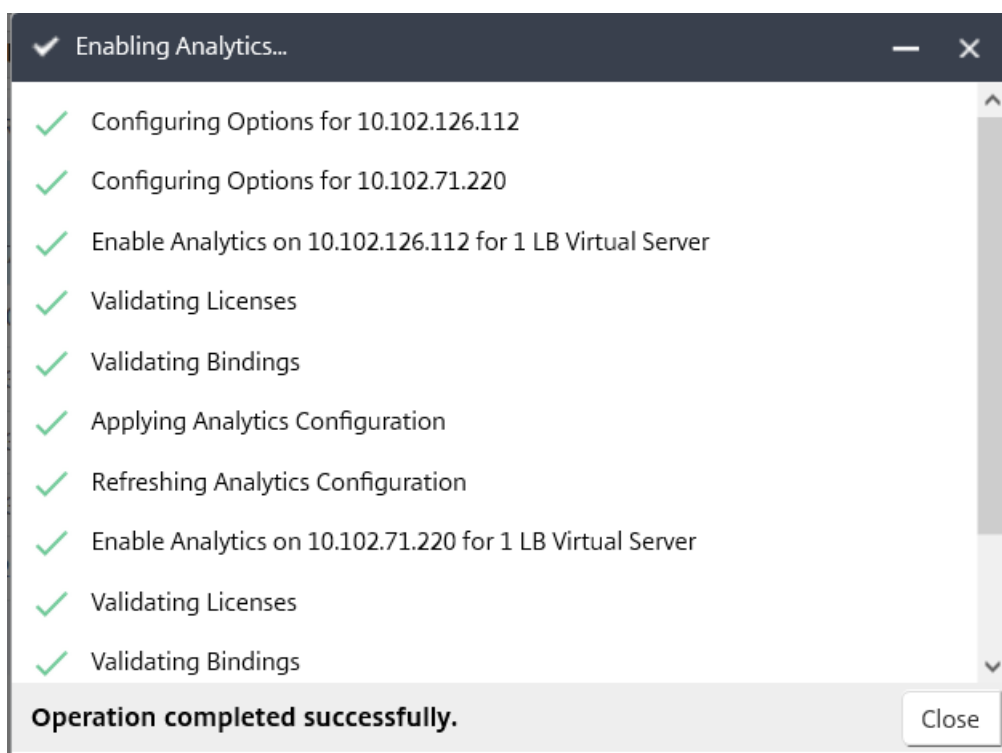 Enabling Analytics...
Configuring Options for 10.102.126.112
Configuring Options for 10.102.71.220
Enable Analytics on 10.102.126.112 for 1 LB Virtual Server
Validating Licenses
Validating Bindings
Applying Analytics Configuration
Refreshing Analytics Configuration
Enable Analytics on 10.102.71.220 for 1 LB Virtual Server
Validating Licenses
Validating Bindings
Operation completed successfully.
Close